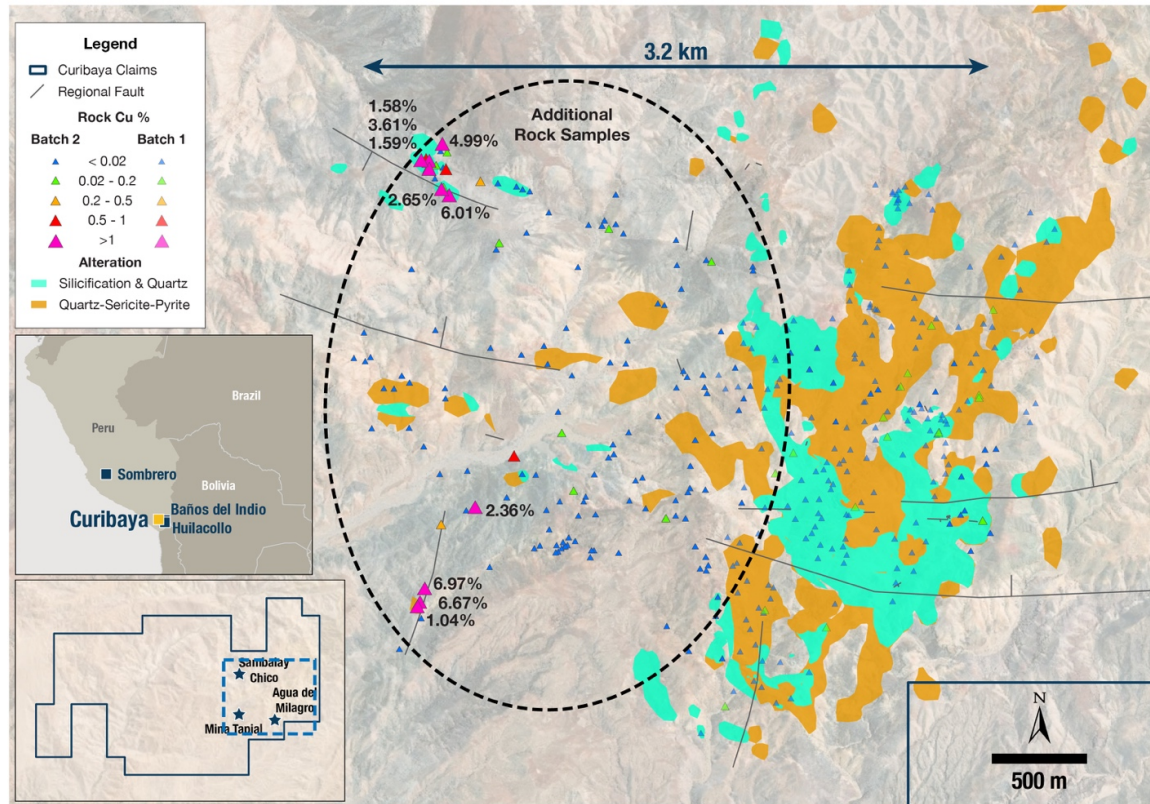 Legend
Curibaya Claims
Regional Fault
Rock Cu %
Batch 2 Batch 1
< 0.02
0.02 - 0.2
0.2 - 0.5
0.5 - 1
>1
Alteration
Silicification & Quartz
Quartz-Sericite-Pyrite
3.2 km
Additional
Rock Samples
1.58%
3.61%
1.59%
4.99%
2.65%
6.01%
2.36%
6.97%
6.67%
1.04%
Brazil
Peru
Sombrero
Bolivia
Baños del Indio
Curibaya
Huilacollo
Sambalay
Chico
Agua del
Milagro
Mina Tapial
N
500 m